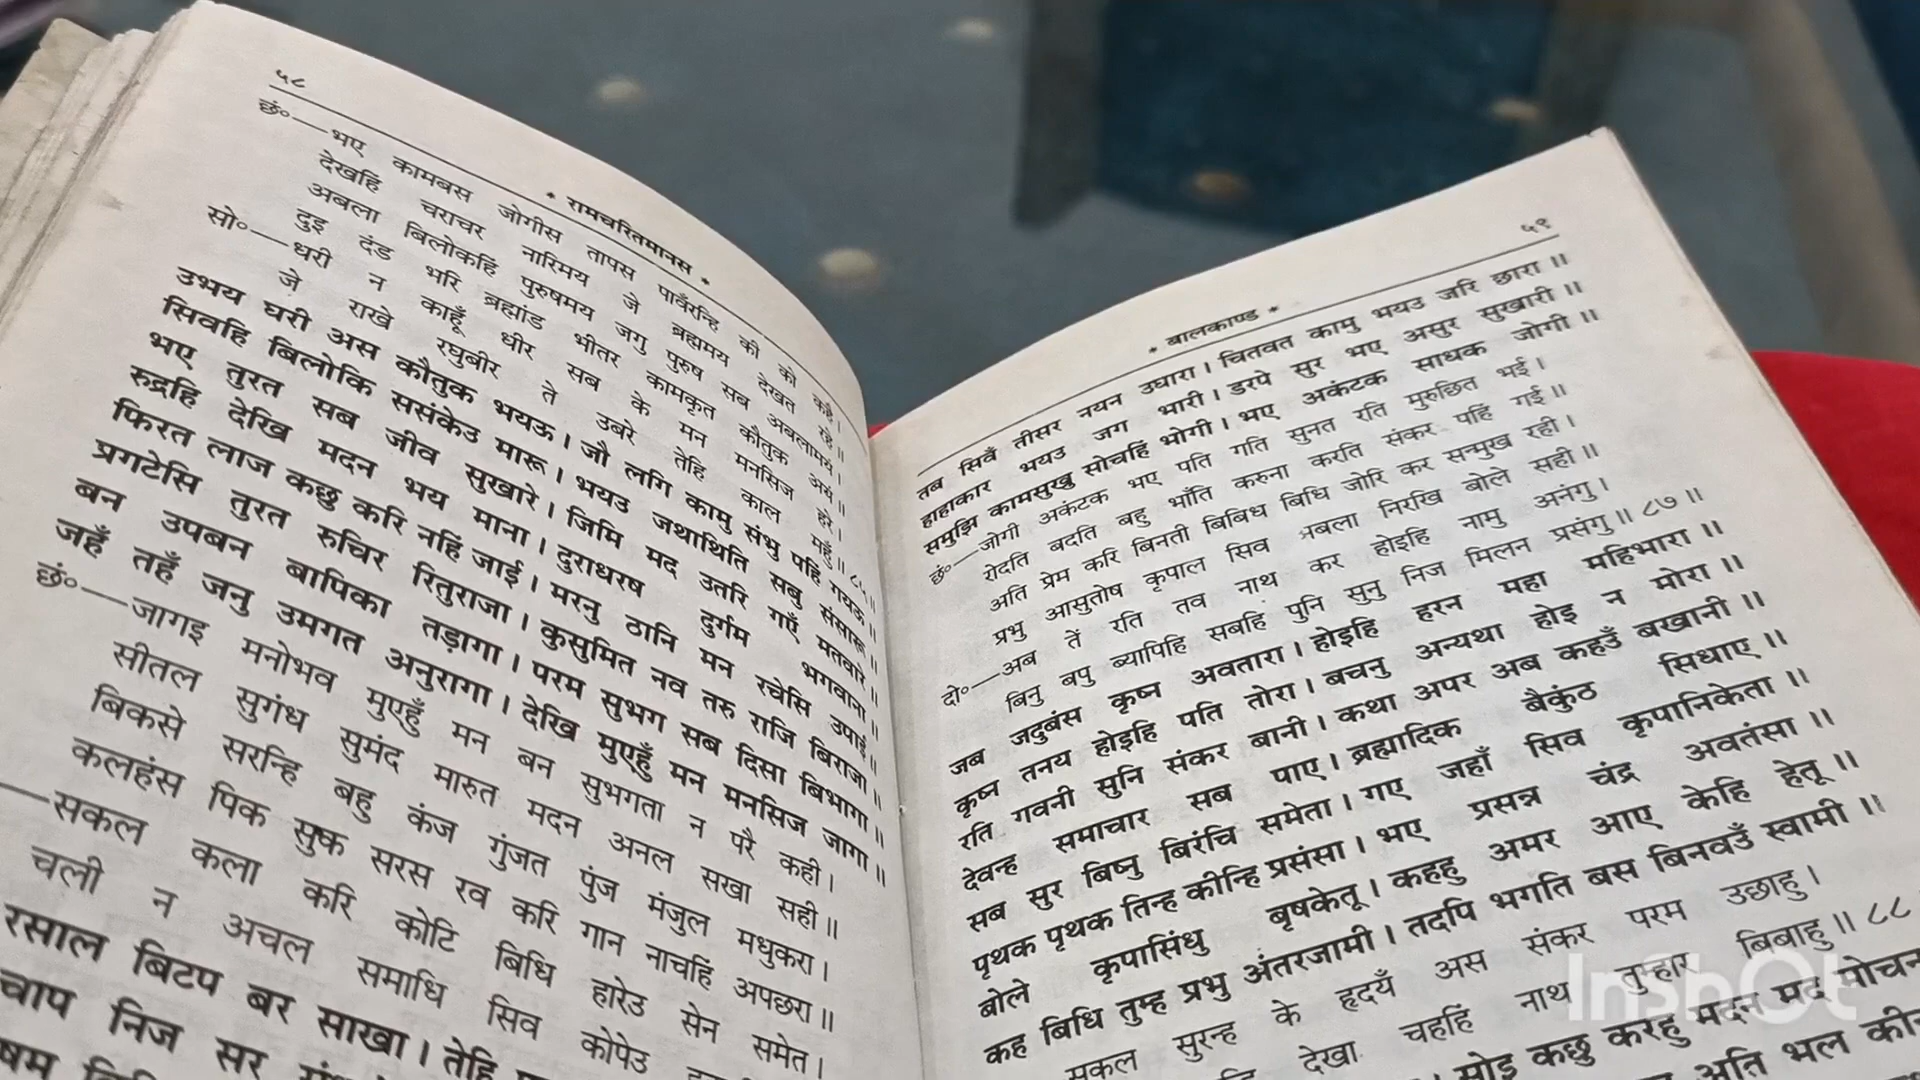 ५८
* रामचरितमानस *
छं०—भए कामबस जोगीस तापस पावँरन्हि की को कहै।
देखहिं चराचर नारिमय जे ब्रह्ममय देखत रहे॥
अबला बिलोकहिं पुरुषमय जगु पुरुष सब अबलामयं।
दुइ दंड भरि ब्रह्मांड भीतर कामकृत कौतुक अयं॥
सो०—धरी न काहूँ धीर सब के मन मनसिज हरे।
जे राखे रघुबीर ते उबरे तेहि काल महुँ॥ ८५॥
उभय घरी अस कौतुक भयऊ। जौ लगि कामु संभु पहिं गयऊ॥
सिवहि बिलोकि ससंकेउ मारू। भयउ जथाथिति सबु संसारू॥
भए तुरत सब जीव सुखारे। जिमि मद उतरि गएँ मतवारे॥
रुद्रहि देखि मदन भय माना। दुराधरष दुर्गम भगवाना॥
फिरत लाज कछु करि नहिं जाई। मरनु ठानि मन रचेसि उपाई॥
प्रगटेसि तुरत रुचिर रितुराजा। कुसुमित नव तरु राजि बिराजा॥
बन उपबन बापिका तड़ागा। परम सुभग सब दिसा बिभागा॥
जहँ तहँ जनु उमगत अनुरागा। देखि मुएहुँ मन मनसिज जागा॥
छं०—जागइ मनोभव मुएहुँ मन बन सुभगता न परै कही।
सीतल सुगंध सुमंद मारुत मदन अनल सखा सही॥
बिकसे सरन्हि बहु कंज गुंजत पुंज मंजुल मधुकरा।
कलहंस पिक सुक सरस रव करि गान नाचहिं अपछरा॥
—सकल कला करि कोटि बिधि हारेउ सेन समेत।
चली न अचल समाधि सिव कोपेउ
रसाल बिटप बर साखा। तेहि
चाप निज सर
५९
* बालकाण्ड *
तब सिवँ तीसर नयन उघारा। चितवत कामु भयउ जरि छारा॥
हाहाकार भयउ जग भारी। डरपे सुर भए असुर सुखारी॥
समुझि कामसुखु सोचहिं भोगी। भए अकंटक साधक जोगी॥
छं०—जोगी अकंटक भए पति गति सुनत रति मुरुछित भई।
रोदति बदति बहु भाँति करुना करति संकर पहिं गई॥
अति प्रेम करि बिनती बिबिध बिधि जोरि कर सन्मुख रही।
प्रभु आसुतोष कृपाल सिव अबला निरखि बोले सही॥
दो०—अब तें रति तव नाथ कर होइहि नामु अनंगु।
बिनु बपु ब्यापिहि सबहि पुनि सुनु निज मिलन प्रसंगु॥ ८७॥
जब जदुबंस कृष्न अवतारा। होइहि हरन महा महिभारा॥
कृष्न तनय होइहि पति तोरा। बचनु अन्यथा होइ न मोरा॥
रति गवनी सुनि संकर बानी। कथा अपर अब कहउँ बखानी॥
देवन्ह समाचार सब पाए। ब्रह्मादिक बैकुंठ सिधाए॥
सब सुर बिष्नु बिरंचि समेता। गए जहाँ सिव कृपानिकेता॥
पृथक पृथक तिन्ह कीन्हि प्रसंसा। भए प्रसन्न चंद्र अवतंसा॥
बोले कृपासिंधु बृषकेतू। कहहु अमर आए केहि हेतू॥
कह बिधि तुम्ह प्रभु अंतरजामी। तदपि भगति बस बिनवउँ स्वामी॥
सकल सुरन्ह के हृदयँ अस संकर परम उछाहु।
देखा चहहिं नाथ तुम्हार बिबाहु॥ ८८
सोइ कछु करहु मदन मद मोचन
अति भल
InShOt